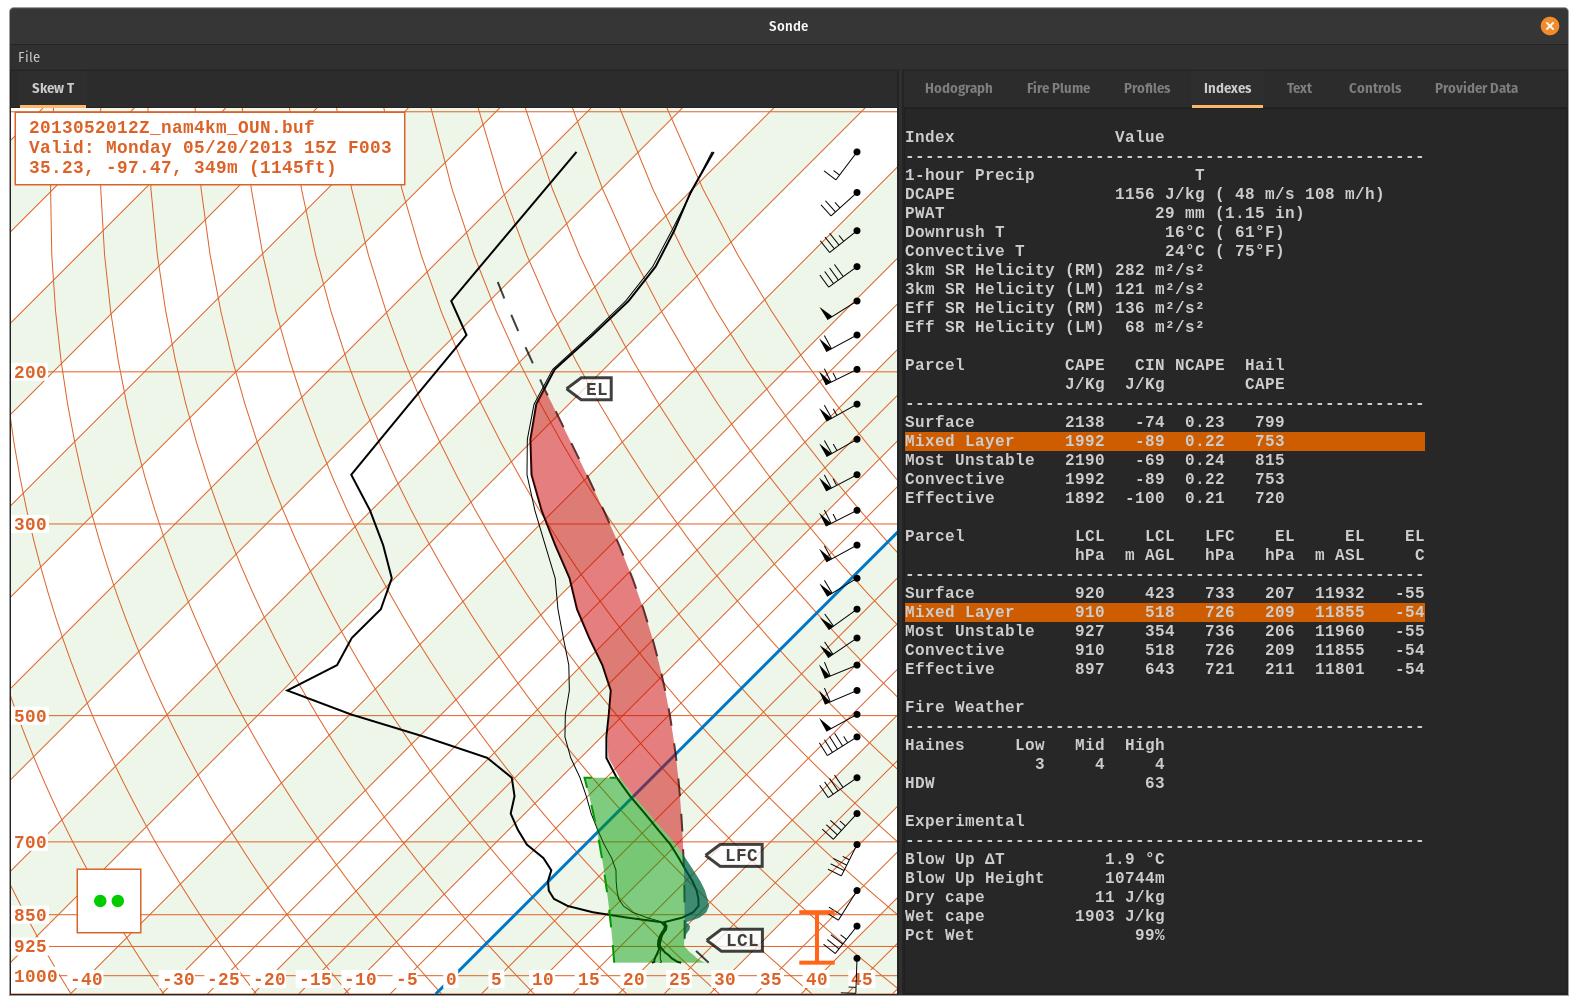 Sonde
File
Skew T
Hodograph Fire Plume Profiles Indexes Text Controls Provider Data
2013052012Z_nam4km_OUN.buf
Valid: Monday 05/20/2013 15Z F003
35.23, -97.47, 349m (1145ft)
200
300
500
700
850
925
1000
-40 -30 -25 -20 -15 -10 -5 0 5 10 15 20 25 30 35 40 45
EL
LFC
LCL
Index Value
----------------------------------------------------
1-hour Precip T
DCAPE 1156 J/kg ( 48 m/s 108 m/h)
PWAT 29 mm (1.15 in)
Downrush T 16°C ( 61°F)
Convective T 24°C ( 75°F)
3km SR Helicity (RM) 282 m²/s²
3km SR Helicity (LM) 121 m²/s²
Eff SR Helicity (RM) 136 m²/s²
Eff SR Helicity (LM) 68 m²/s²
Parcel CAPE CIN NCAPE Hail
J/Kg J/Kg CAPE
----------------------------------------------------
Surface 2138 -74 0.23 799
Mixed Layer 1992 -89 0.22 753
Most Unstable 2190 -69 0.24 815
Convective 1992 -89 0.22 753
Effective 1892 -100 0.21 720
Parcel LCL LCL LFC EL EL EL
hPa m AGL hPa hPa m ASL C
----------------------------------------------------
Surface 920 423 733 207 11932 -55
Mixed Layer 910 518 726 209 11855 -54
Most Unstable 927 354 736 206 11960 -55
Convective 910 518 726 209 11855 -54
Effective 897 643 721 211 11801 -54
Fire Weather
----------------------------------------------------
Haines Low Mid High
3 4 4
HDW 63
Experimental
----------------------------------------------------
Blow Up ΔT 1.9 °C
Blow Up Height 10744m
Dry cape 11 J/kg
Wet cape 1903 J/kg
Pct Wet 99%